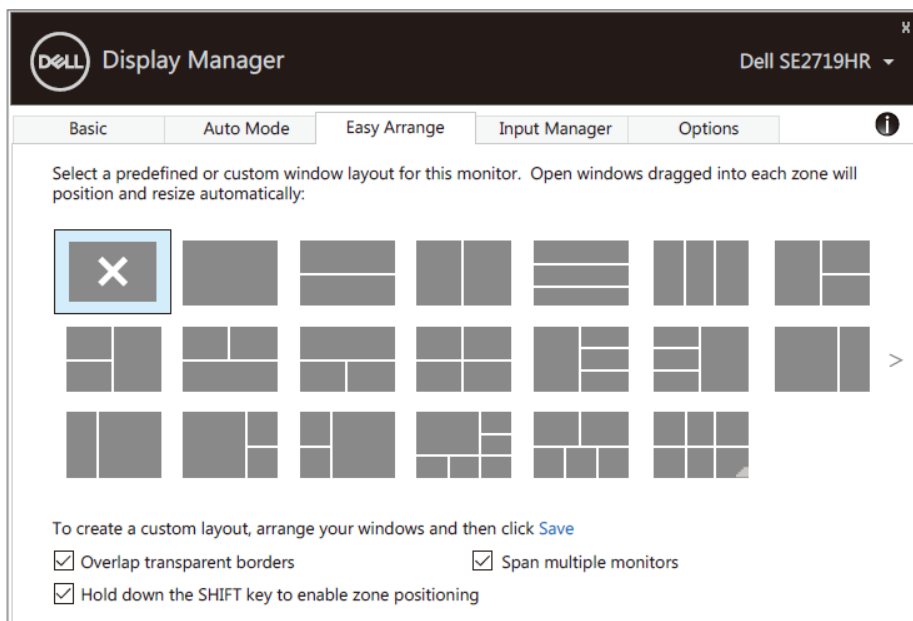 x
DELL Display Manager
Dell SE2719HR
Basic
Auto Mode
Easy Arrange
Input Manager
Options
i
Select a predefined or custom window layout for this monitor.  Open windows dragged into each zone will
position and resize automatically:
>
To create a custom layout, arrange your windows and then click Save
Overlap transparent borders
Span multiple monitors
Hold down the SHIFT key to enable zone positioning